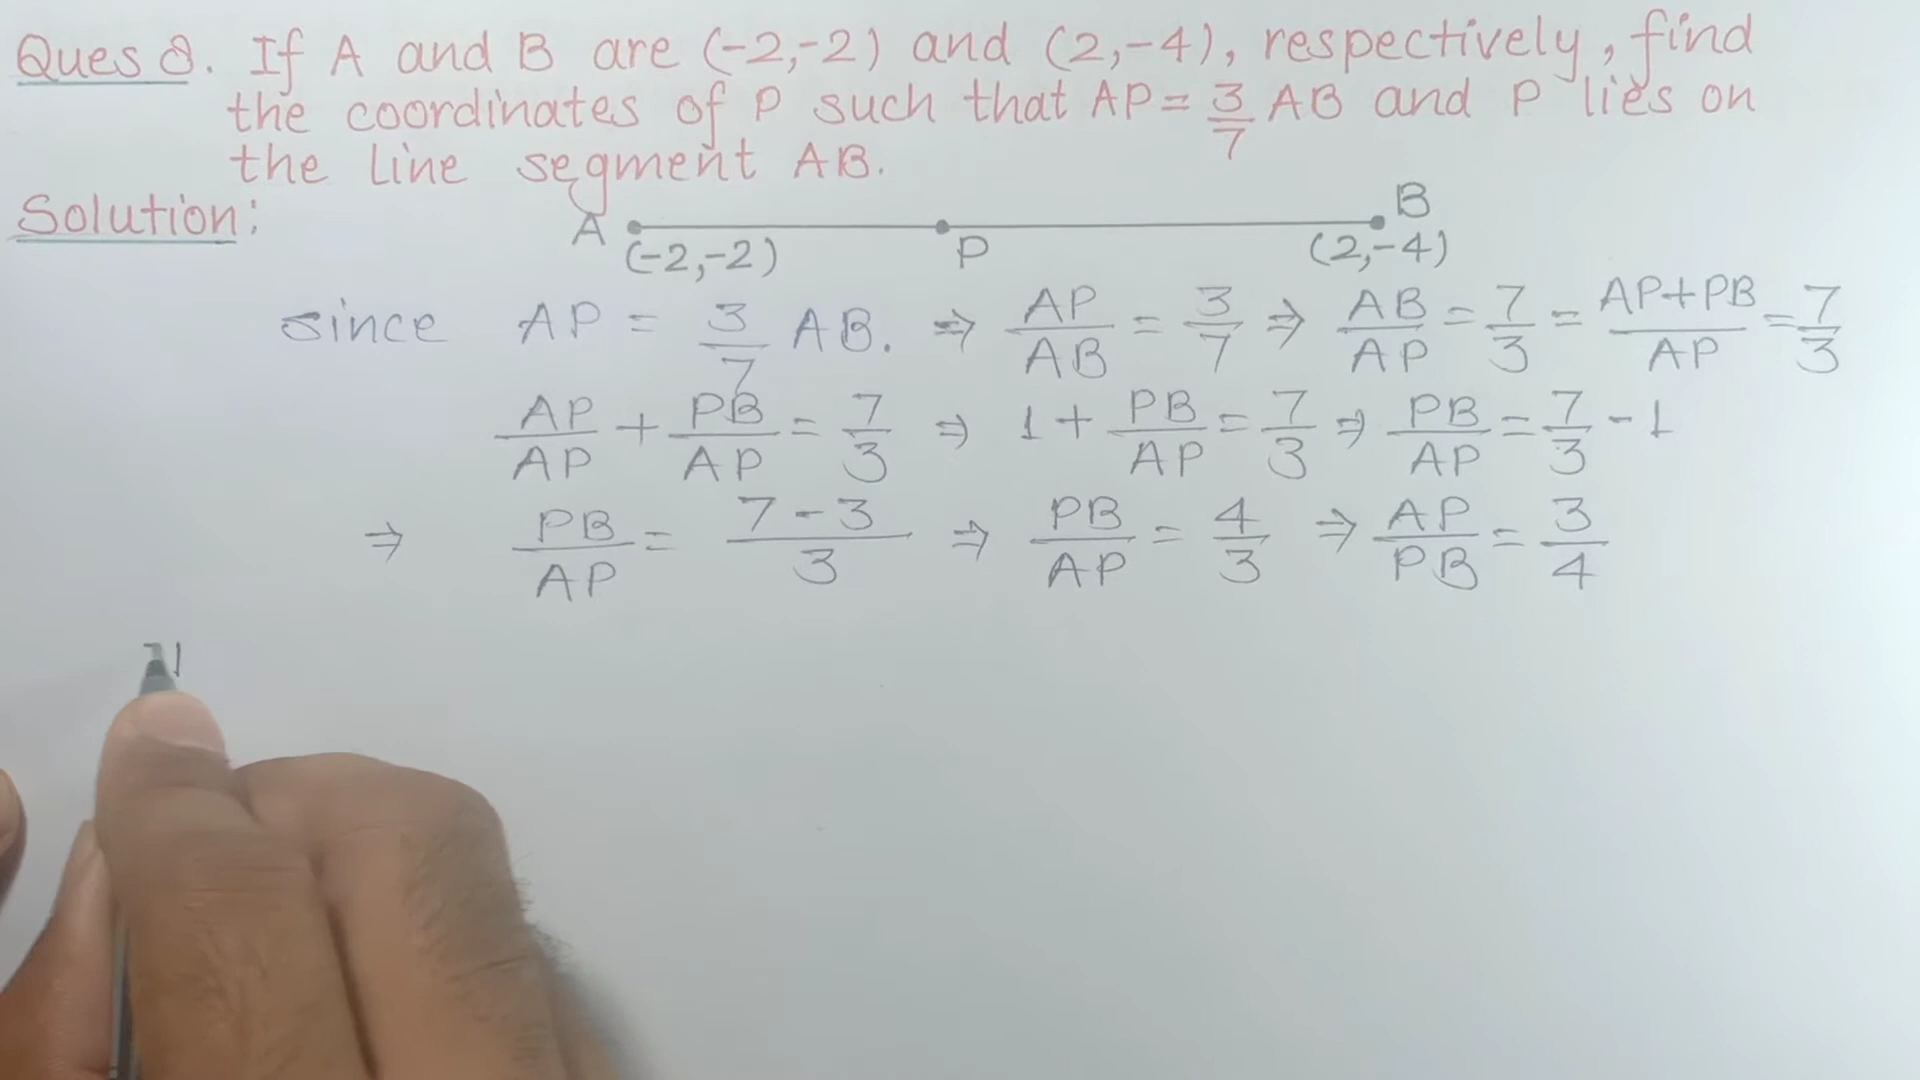 Ques 8. If A and B are (-2,-2) and (2,-4), respectively, find
the coordinates of P such that AP = 3/7 AB and P lies on
the line segment AB.
Solution:
A B
(-2,-2) P (2,-4)
since AP = 3/7 AB. ⇒ AP/AB = 3/7 ⇒ AB/AP = 7/3 = AP+PB/AP = 7/3
AP/AP + PB/AP = 7/3 ⇒ 1 + PB/AP = 7/3 ⇒ PB/AP = 7/3 - 1
⇒ PB/AP = 7-3/3 ⇒ PB/AP = 4/3 ⇒ AP/PB = 3/4